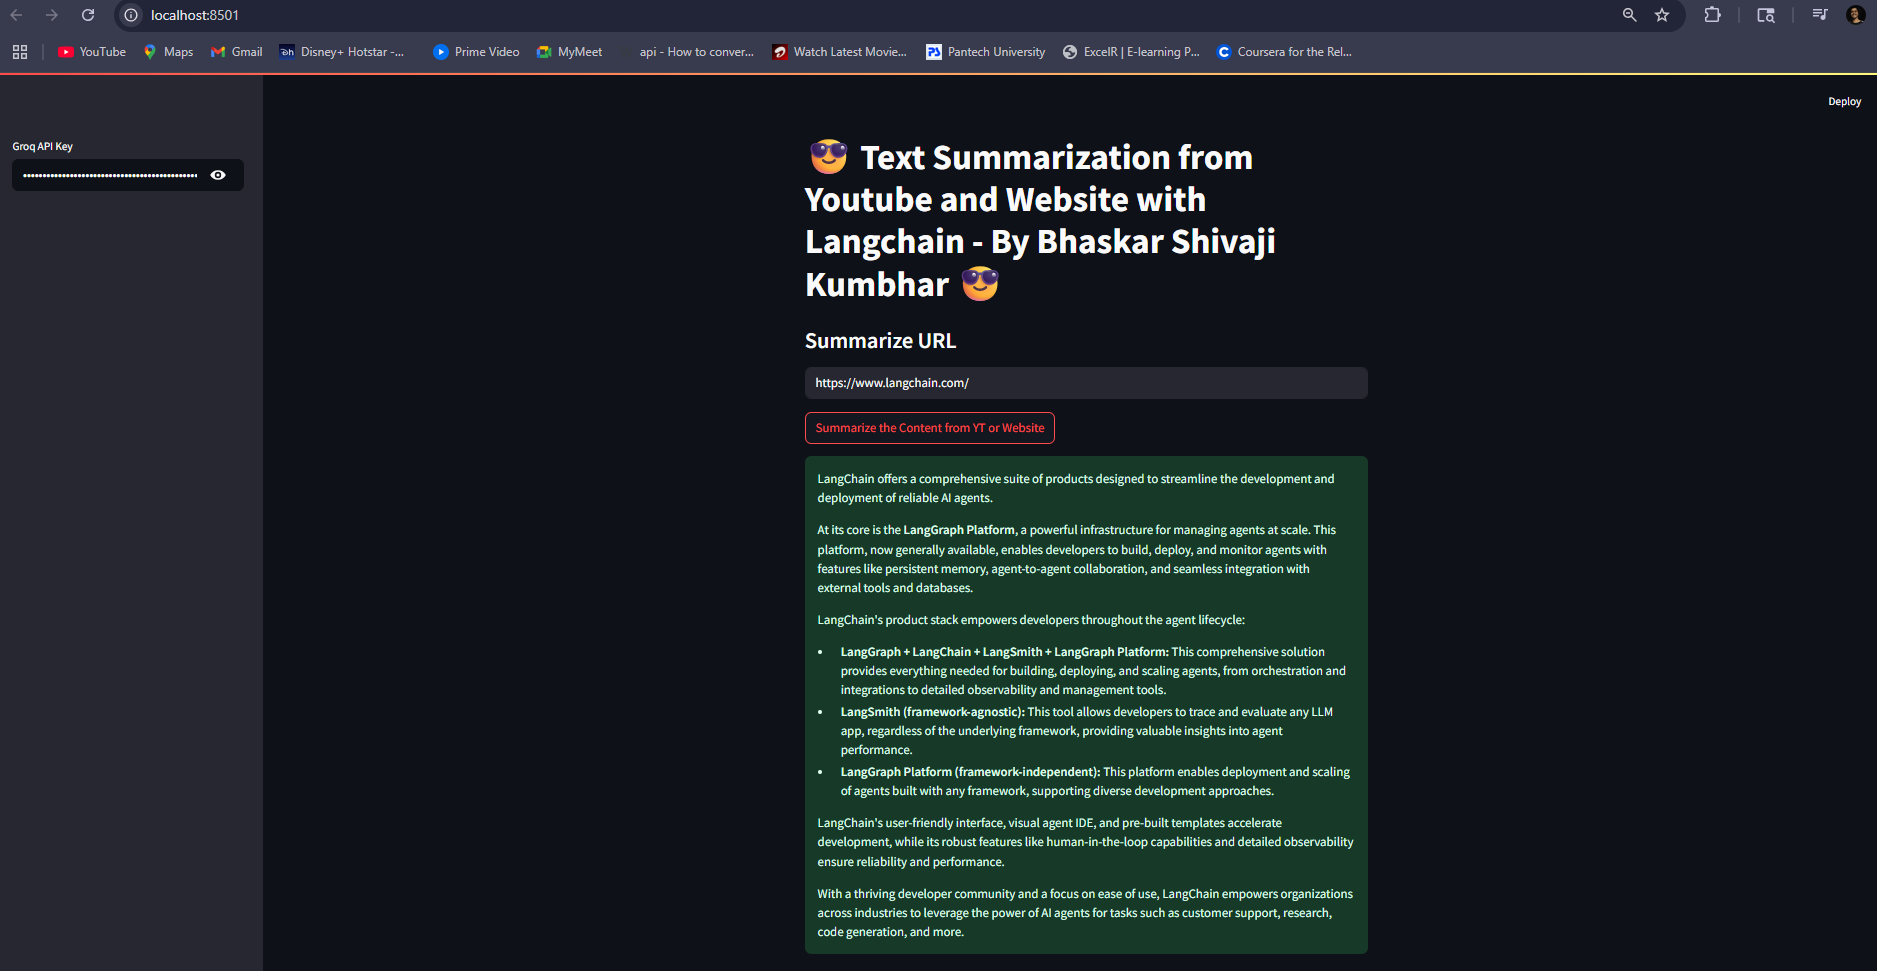 localhost:8501
YouTube Maps Gmail Disney+ Hotstar -... Prime Video MyMeet api - How to conver... Watch Latest Movie... Pantech University ExcelR | E-learning P... Coursera for the Rel...
Deploy
Groq API Key
😎 Text Summarization from
Youtube and Website with
Langchain - By Bhaskar Shivaji
Kumbhar 😎
Summarize URL
https://www.langchain.com/
Summarize the Content from YT or Website
LangChain offers a comprehensive suite of products designed to streamline the development and
deployment of reliable AI agents.
At its core is the LangGraph Platform, a powerful infrastructure for managing agents at scale. This
platform, now generally available, enables developers to build, deploy, and monitor agents with
features like persistent memory, agent-to-agent collaboration, and seamless integration with
external tools and databases.
LangChain's product stack empowers developers throughout the agent lifecycle:
• LangGraph + LangChain + LangSmith + LangGraph Platform: This comprehensive solution
provides everything needed for building, deploying, and scaling agents, from orchestration and
integrations to detailed observability and management tools.
• LangSmith (framework-agnostic): This tool allows developers to trace and evaluate any LLM
app, regardless of the underlying framework, providing valuable insights into agent
performance.
• LangGraph Platform (framework-independent): This platform enables deployment and scaling
of agents built with any framework, supporting diverse development approaches.
LangChain's user-friendly interface, visual agent IDE, and pre-built templates accelerate
development, while its robust features like human-in-the-loop capabilities and detailed observability
ensure reliability and performance.
With a thriving developer community and a focus on ease of use, LangChain empowers organizations
across industries to leverage the power of AI agents for tasks such as customer support, research,
code generation, and more.